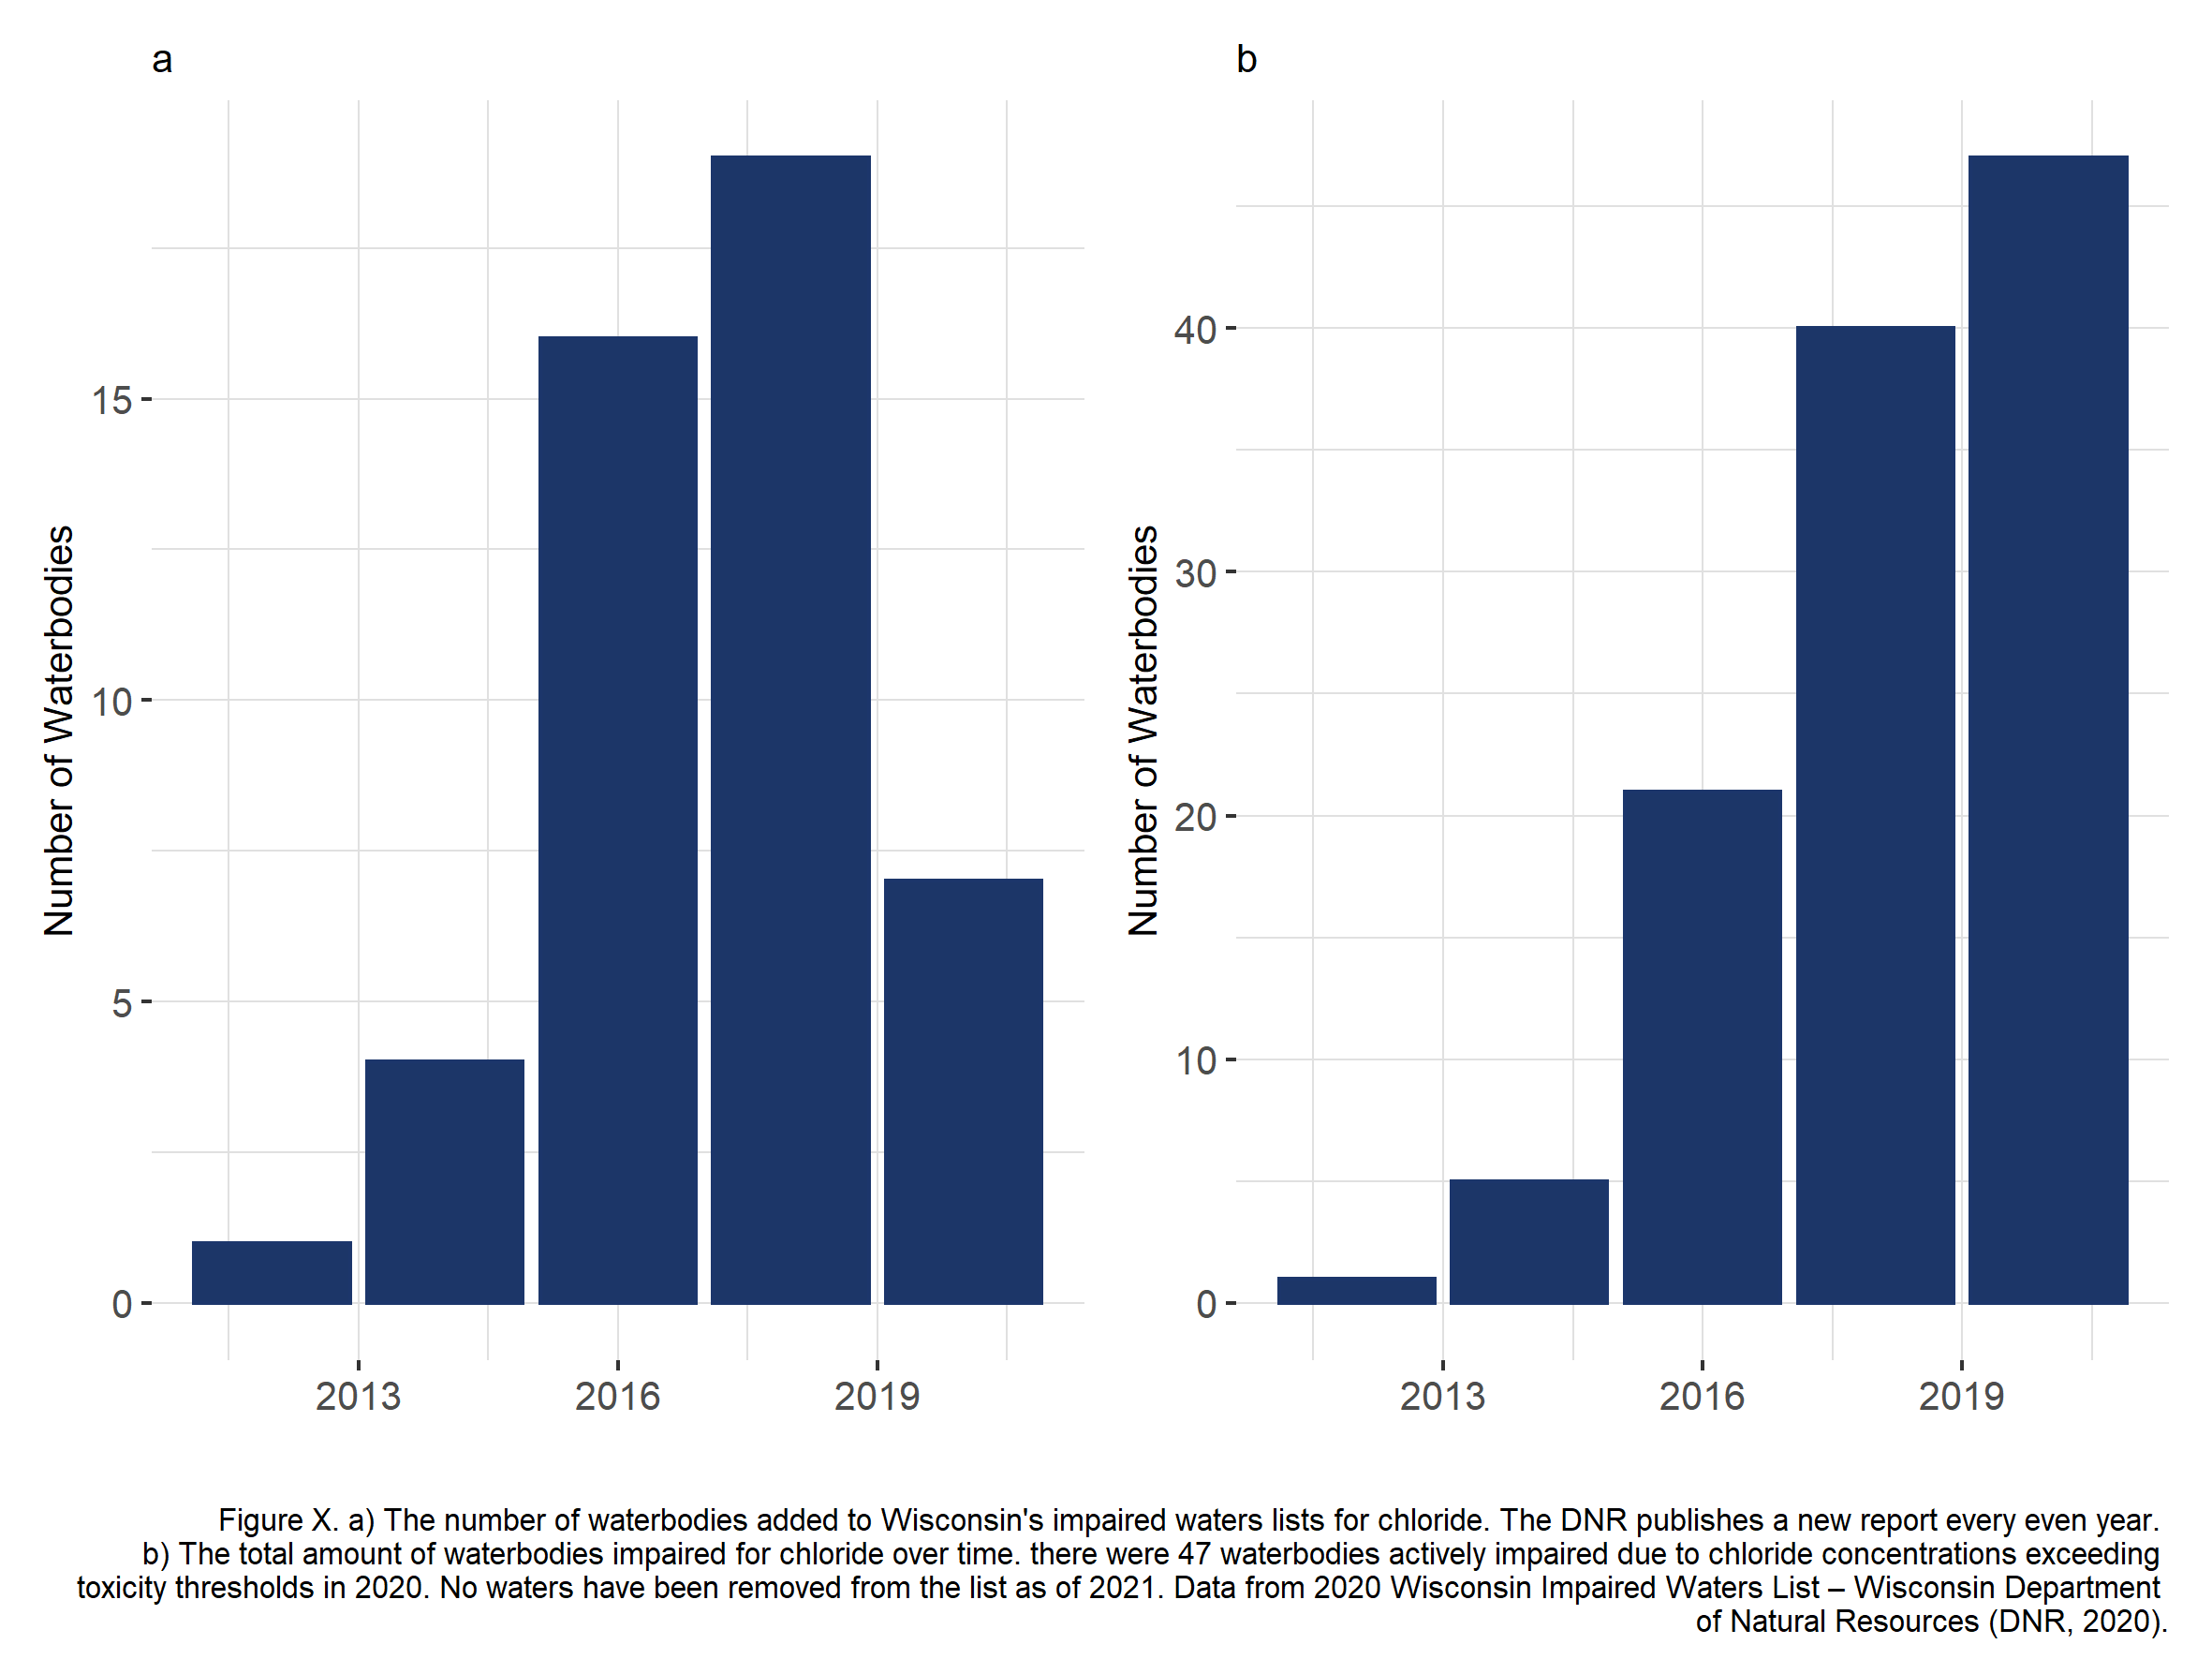 a
Number of Waterbodies
15
10
5
0
2013
2016
2019
b
Number of Waterbodies
40
30
20
10
0
2013
2016
2019
Figure X. a) The number of waterbodies added to Wisconsin's impaired waters lists for chloride. The DNR publishes a new report every even year.
b) The total amount of waterbodies impaired for chloride over time. there were 47 waterbodies actively impaired due to chloride concentrations exceeding
toxicity thresholds in 2020. No waters have been removed from the list as of 2021. Data from 2020 Wisconsin Impaired Waters List – Wisconsin Department
of Natural Resources (DNR, 2020).